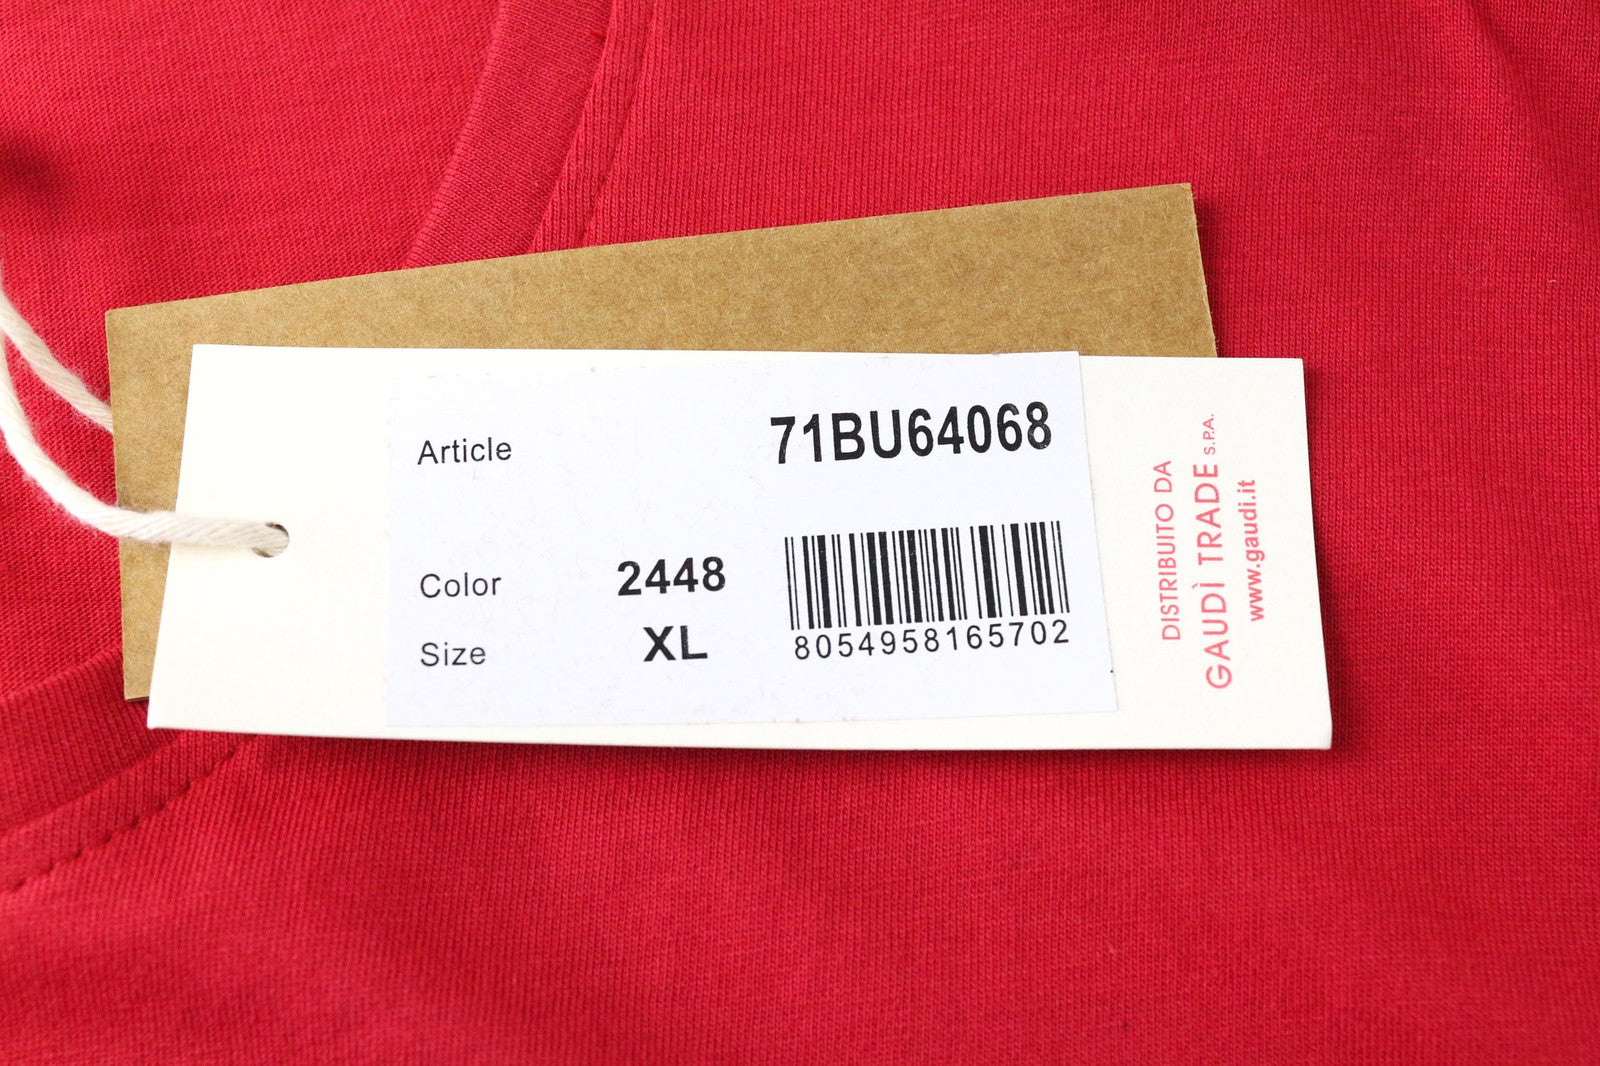 Article 71BU64068
Color 2448
Size XL
8054958165702
DISTRIBUITO DA
GAUDÌ TRADE S.P.A.
www.gaudi.it